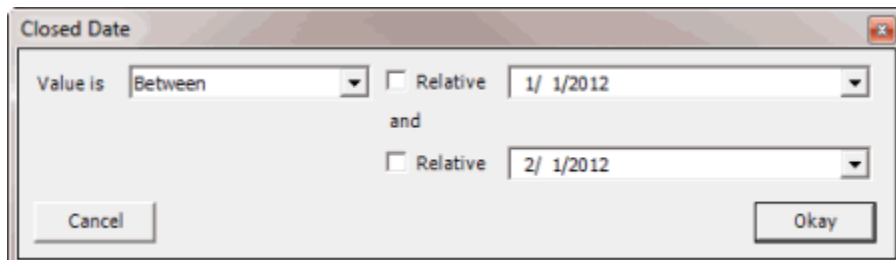 Closed Date
Value is Between Relative 1/ 1/2012
and
Relative 2/ 1/2012
Cancel Okay